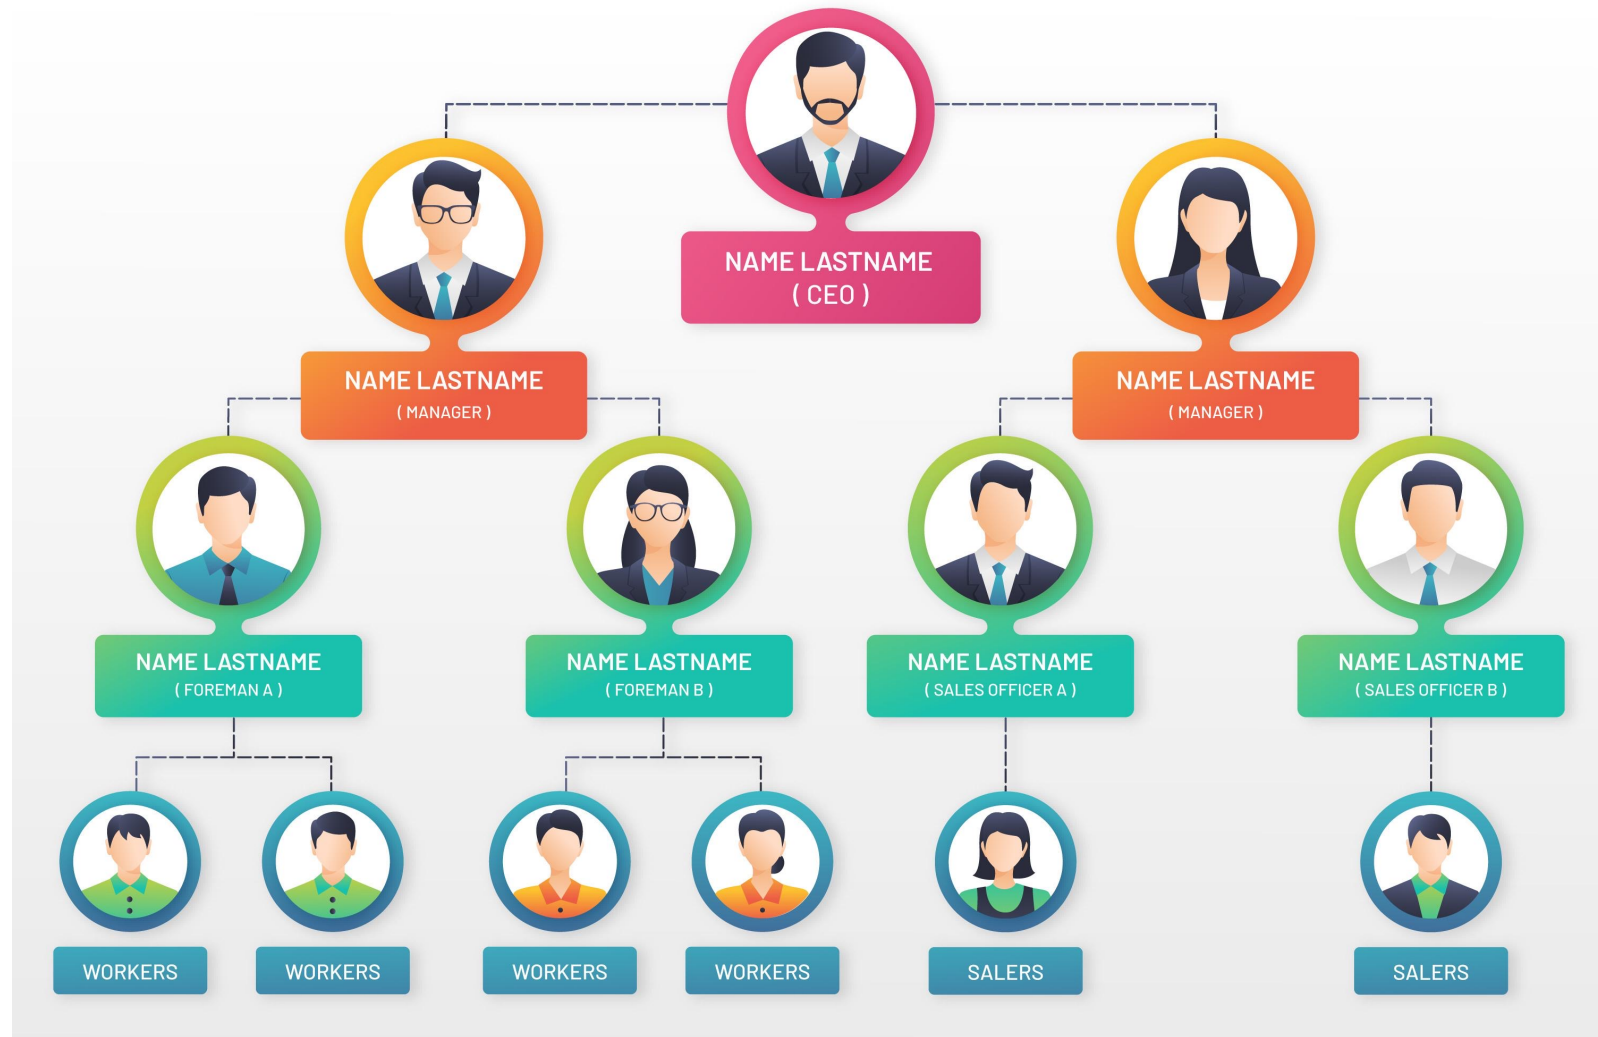 NAME LASTNAME
( CEO )
NAME LASTNAME
( MANAGER )
NAME LASTNAME
( MANAGER )
NAME LASTNAME
( FOREMAN A )
NAME LASTNAME
( FOREMAN B )
NAME LASTNAME
( SALES OFFICER A )
NAME LASTNAME
( SALES OFFICER B )
WORKERS
WORKERS
WORKERS
WORKERS
SALERS
SALERS